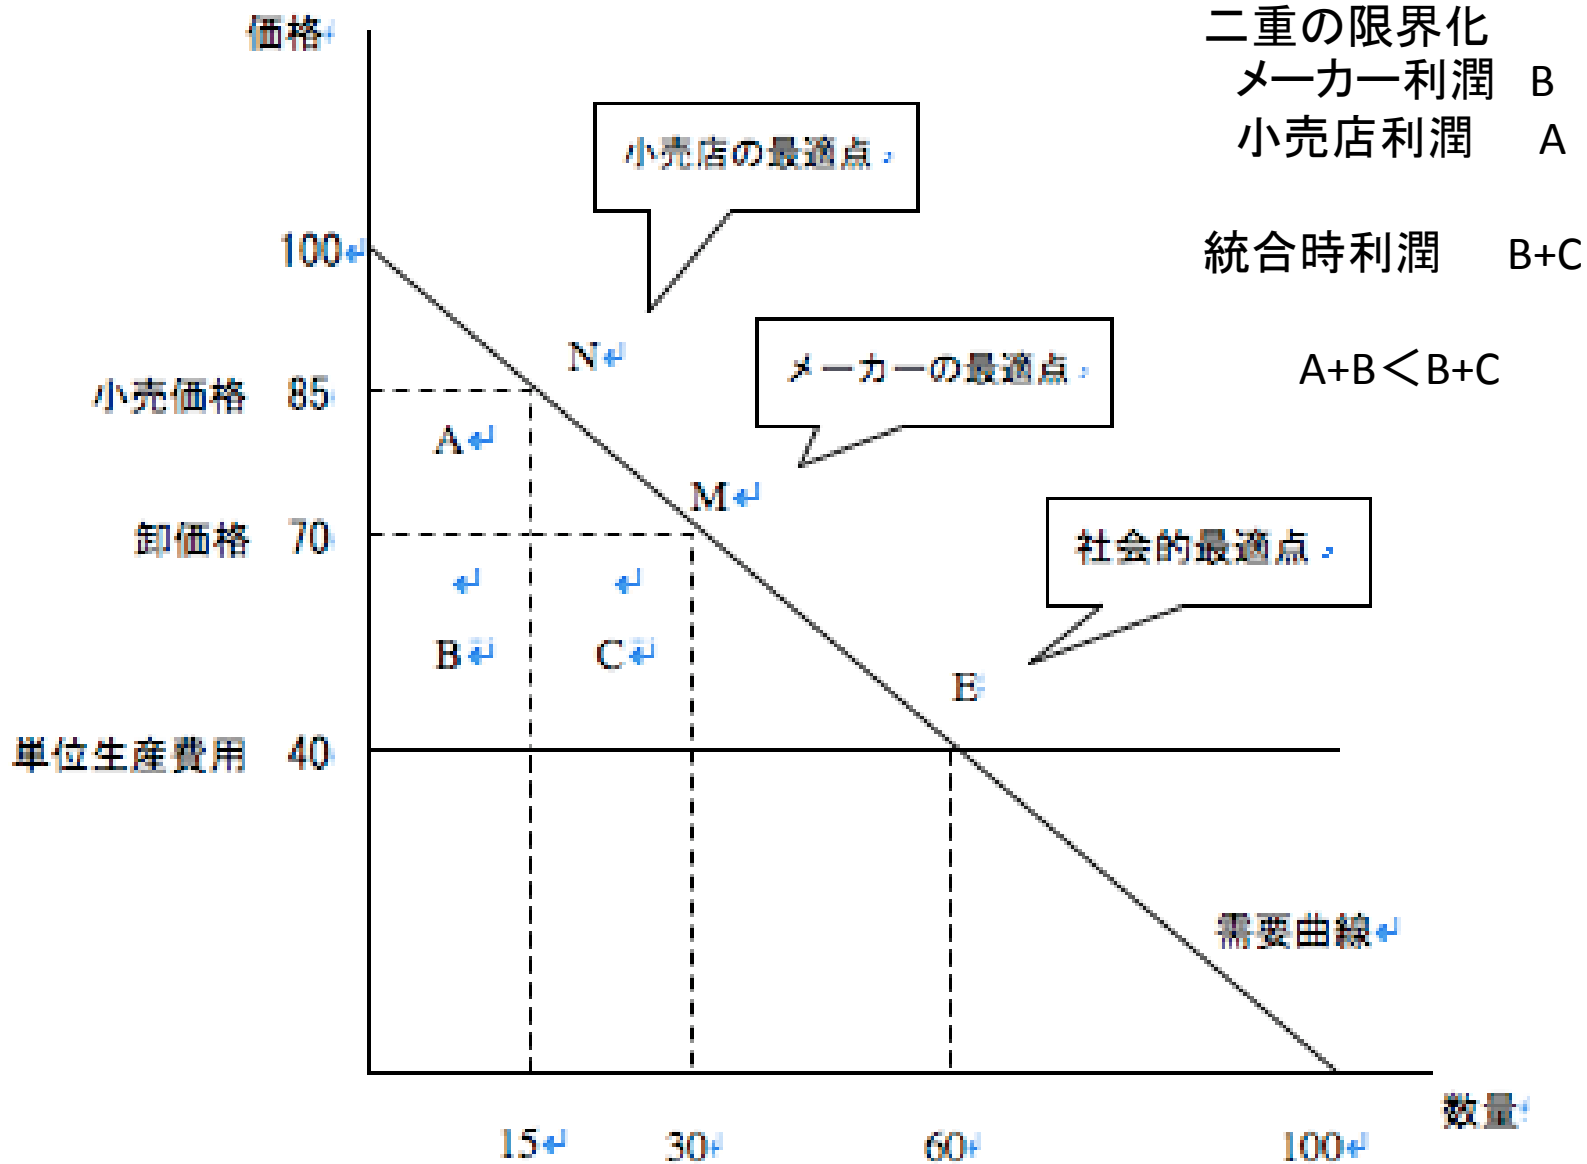 価格
二重の限界化
メーカー利潤 B
小売店利潤 A
統合時利潤 B+C
A+B＜B+C
小売店の最適点
100
N
メーカーの最適点
小売価格 85
A
M
卸価格 70
社会的最適点
B
C
E
単位生産費用 40
需要曲線
数量
15
30
60
100